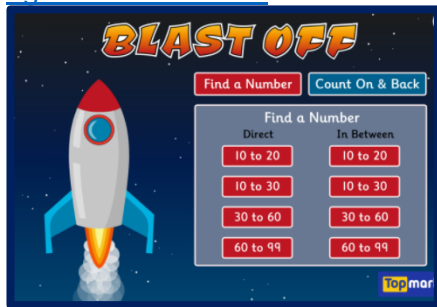 BLAST OFF
Find a Number Count On & Back
Find a Number
Direct In Between
10 to 20 10 to 20
10 to 30 10 to 30
30 to 60 30 to 60
60 to 99 60 to 99
Topmar